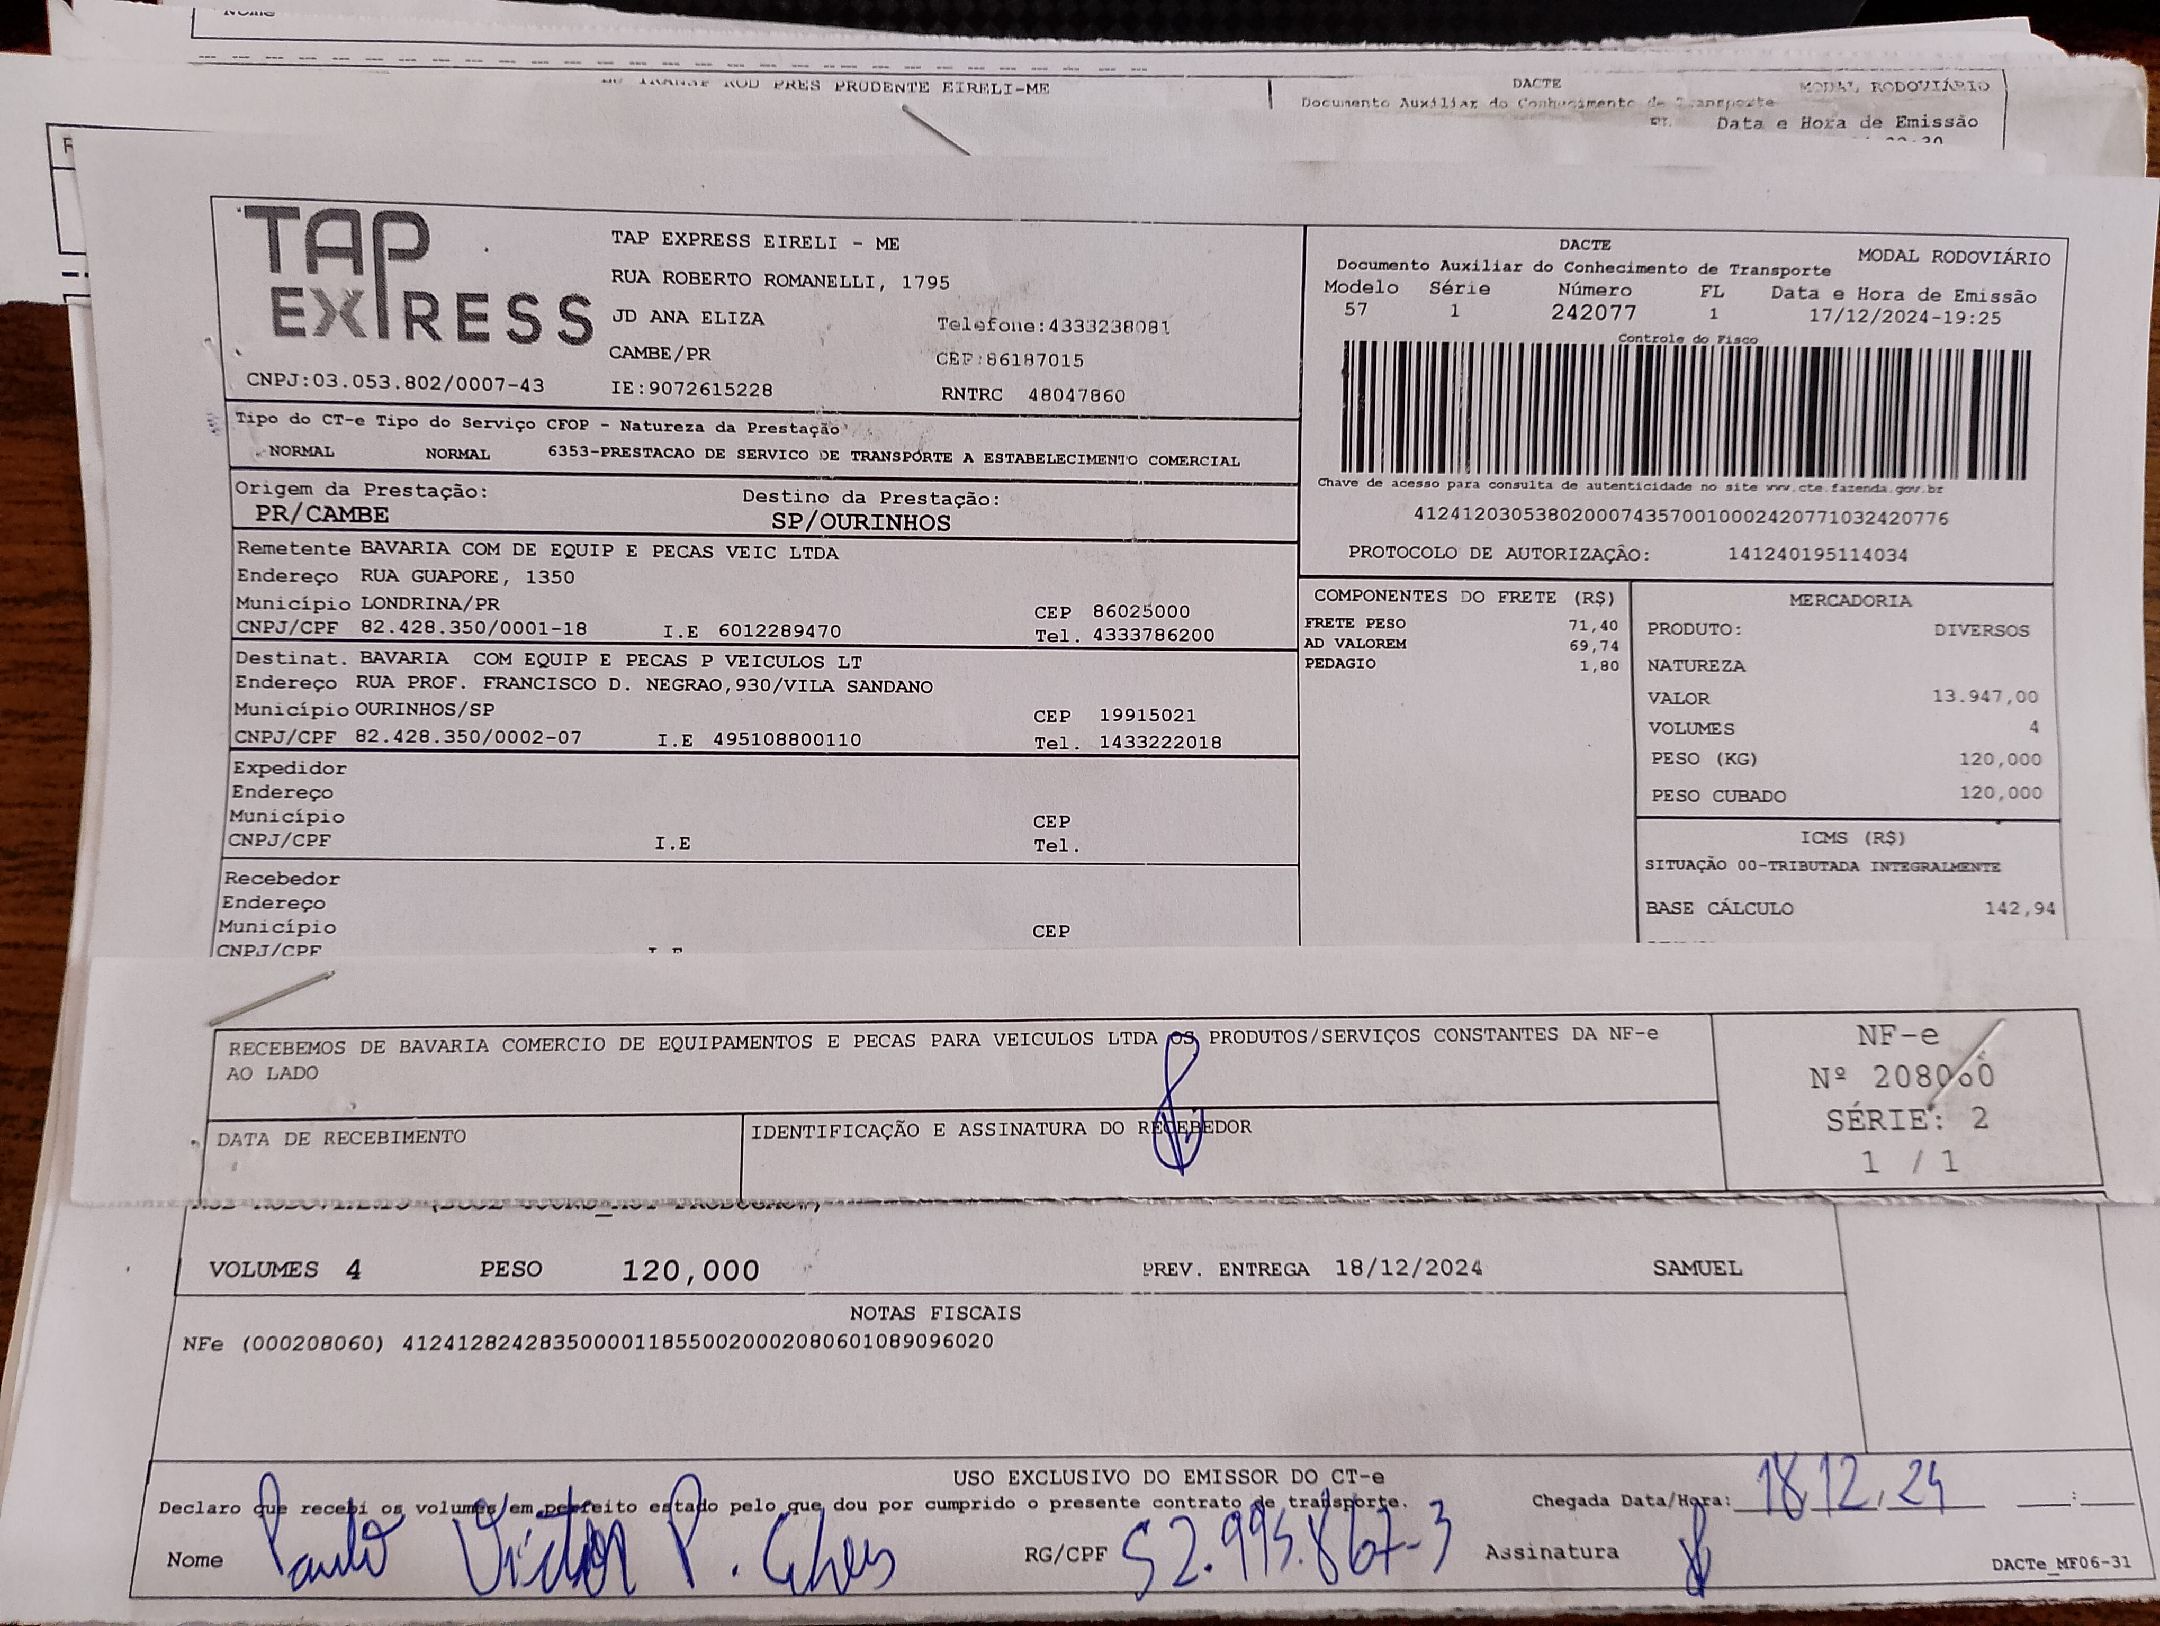 Nome
TRANSP ROD PRES PRUDENTE EIRELI-ME
DACTE
MODAL RODOVIÁRIO
Documento Auxiliar do Conhecimento de Transporte
Data e Hora de Emissão
TAP EXPRESS
TAP EXPRESS EIRELI - ME
RUA ROBERTO ROMANELLI, 1795
JD ANA ELIZA
Telefone:4333238081
CAMBE/PR
CEP:86187015
CNPJ:03.053.802/0007-43
IE:9072615228
RNTRC 48047860
DACTE
MODAL RODOVIÁRIO
Documento Auxiliar do Conhecimento de Transporte
Modelo Série Número FL Data e Hora de Emissão
57 1 242077 1 17/12/2024-19:25
Controle do Fisco
Chave de acesso para consulta de autenticidade no site www.cte.fazenda.gov.br
41241203053802000743570010002420771032420776
PROTOCOLO DE AUTORIZAÇÃO: 141240195114034
Tipo do CT-e Tipo do Serviço CFOP - Natureza da Prestação
NORMAL NORMAL 6353-PRESTACAO DE SERVICO DE TRANSPORTE A ESTABELECIMENTO COMERCIAL
Origem da Prestação: Destino da Prestação:
PR/CAMBE SP/OURINHOS
Remetente BAVARIA COM DE EQUIP E PECAS VEIC LTDA
Endereço RUA GUAPORE, 1350
Município LONDRINA/PR CEP 86025000
CNPJ/CPF 82.428.350/0001-18 I.E 6012289470 Tel. 4333786200
Destinat. BAVARIA COM EQUIP E PECAS P VEICULOS LT
Endereço RUA PROF. FRANCISCO D. NEGRAO,930/VILA SANDANO
Município OURINHOS/SP CEP 19915021
CNPJ/CPF 82.428.350/0002-07 I.E 495108800110 Tel. 1433222018
Expedidor
Endereço
Município CEP
CNPJ/CPF I.E Tel.
Recebedor
Endereço
Município CEP
CNPJ/CPF I.E
COMPONENTES DO FRETE (R$)
FRETE PESO 71,40
AD VALOREM 69,74
PEDAGIO 1,80
MERCADORIA
PRODUTO: DIVERSOS
NATUREZA
VALOR 13.947,00
VOLUMES 4
PESO (KG) 120,000
PESO CUBADO 120,000
ICMS (R$)
SITUAÇÃO 00-TRIBUTADA INTEGRALMENTE
BASE CÁLCULO 142,94
RECEBEMOS DE BAVARIA COMERCIO DE EQUIPAMENTOS E PECAS PARA VEICULOS LTDA OS PRODUTOS/SERVIÇOS CONSTANTES DA NF-e
AO LADO
DATA DE RECEBIMENTO
IDENTIFICAÇÃO E ASSINATURA DO RECEBEDOR
NF-e
Nº 208060
SÉRIE: 2
1 / 1
VOLUMES 4 PESO 120,000 PREV. ENTREGA 18/12/2024 SAMUEL
NOTAS FISCAIS
NFe (000208060) 41241282428350000118550020002080601089096020
USO EXCLUSIVO DO EMISSOR DO CT-e
Declaro que recebi os volumes em perfeito estado pelo que dou por cumprido o presente contrato de transporte. Chegada Data/Hora: 18.12.24 :
Nome Paulo Victor P. RG/CPF 52.995.867-3 Assinatura
DACTe_MF06-31